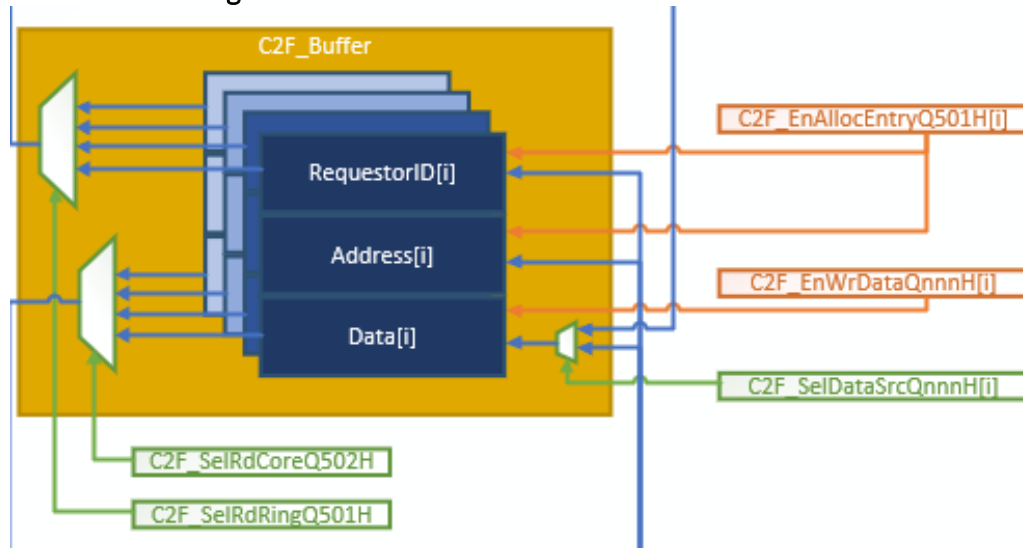 C2F_Buffer
C2F_EnAllocEntryQ501H[i]
RequestorID[i]
Address[i]
C2F_EnWrDataQnnnH[i]
Data[i]
C2F_SelDataSrcQnnnH[i]
C2F_SelRdCoreQ502H
C2F_SelRdRingQ501H